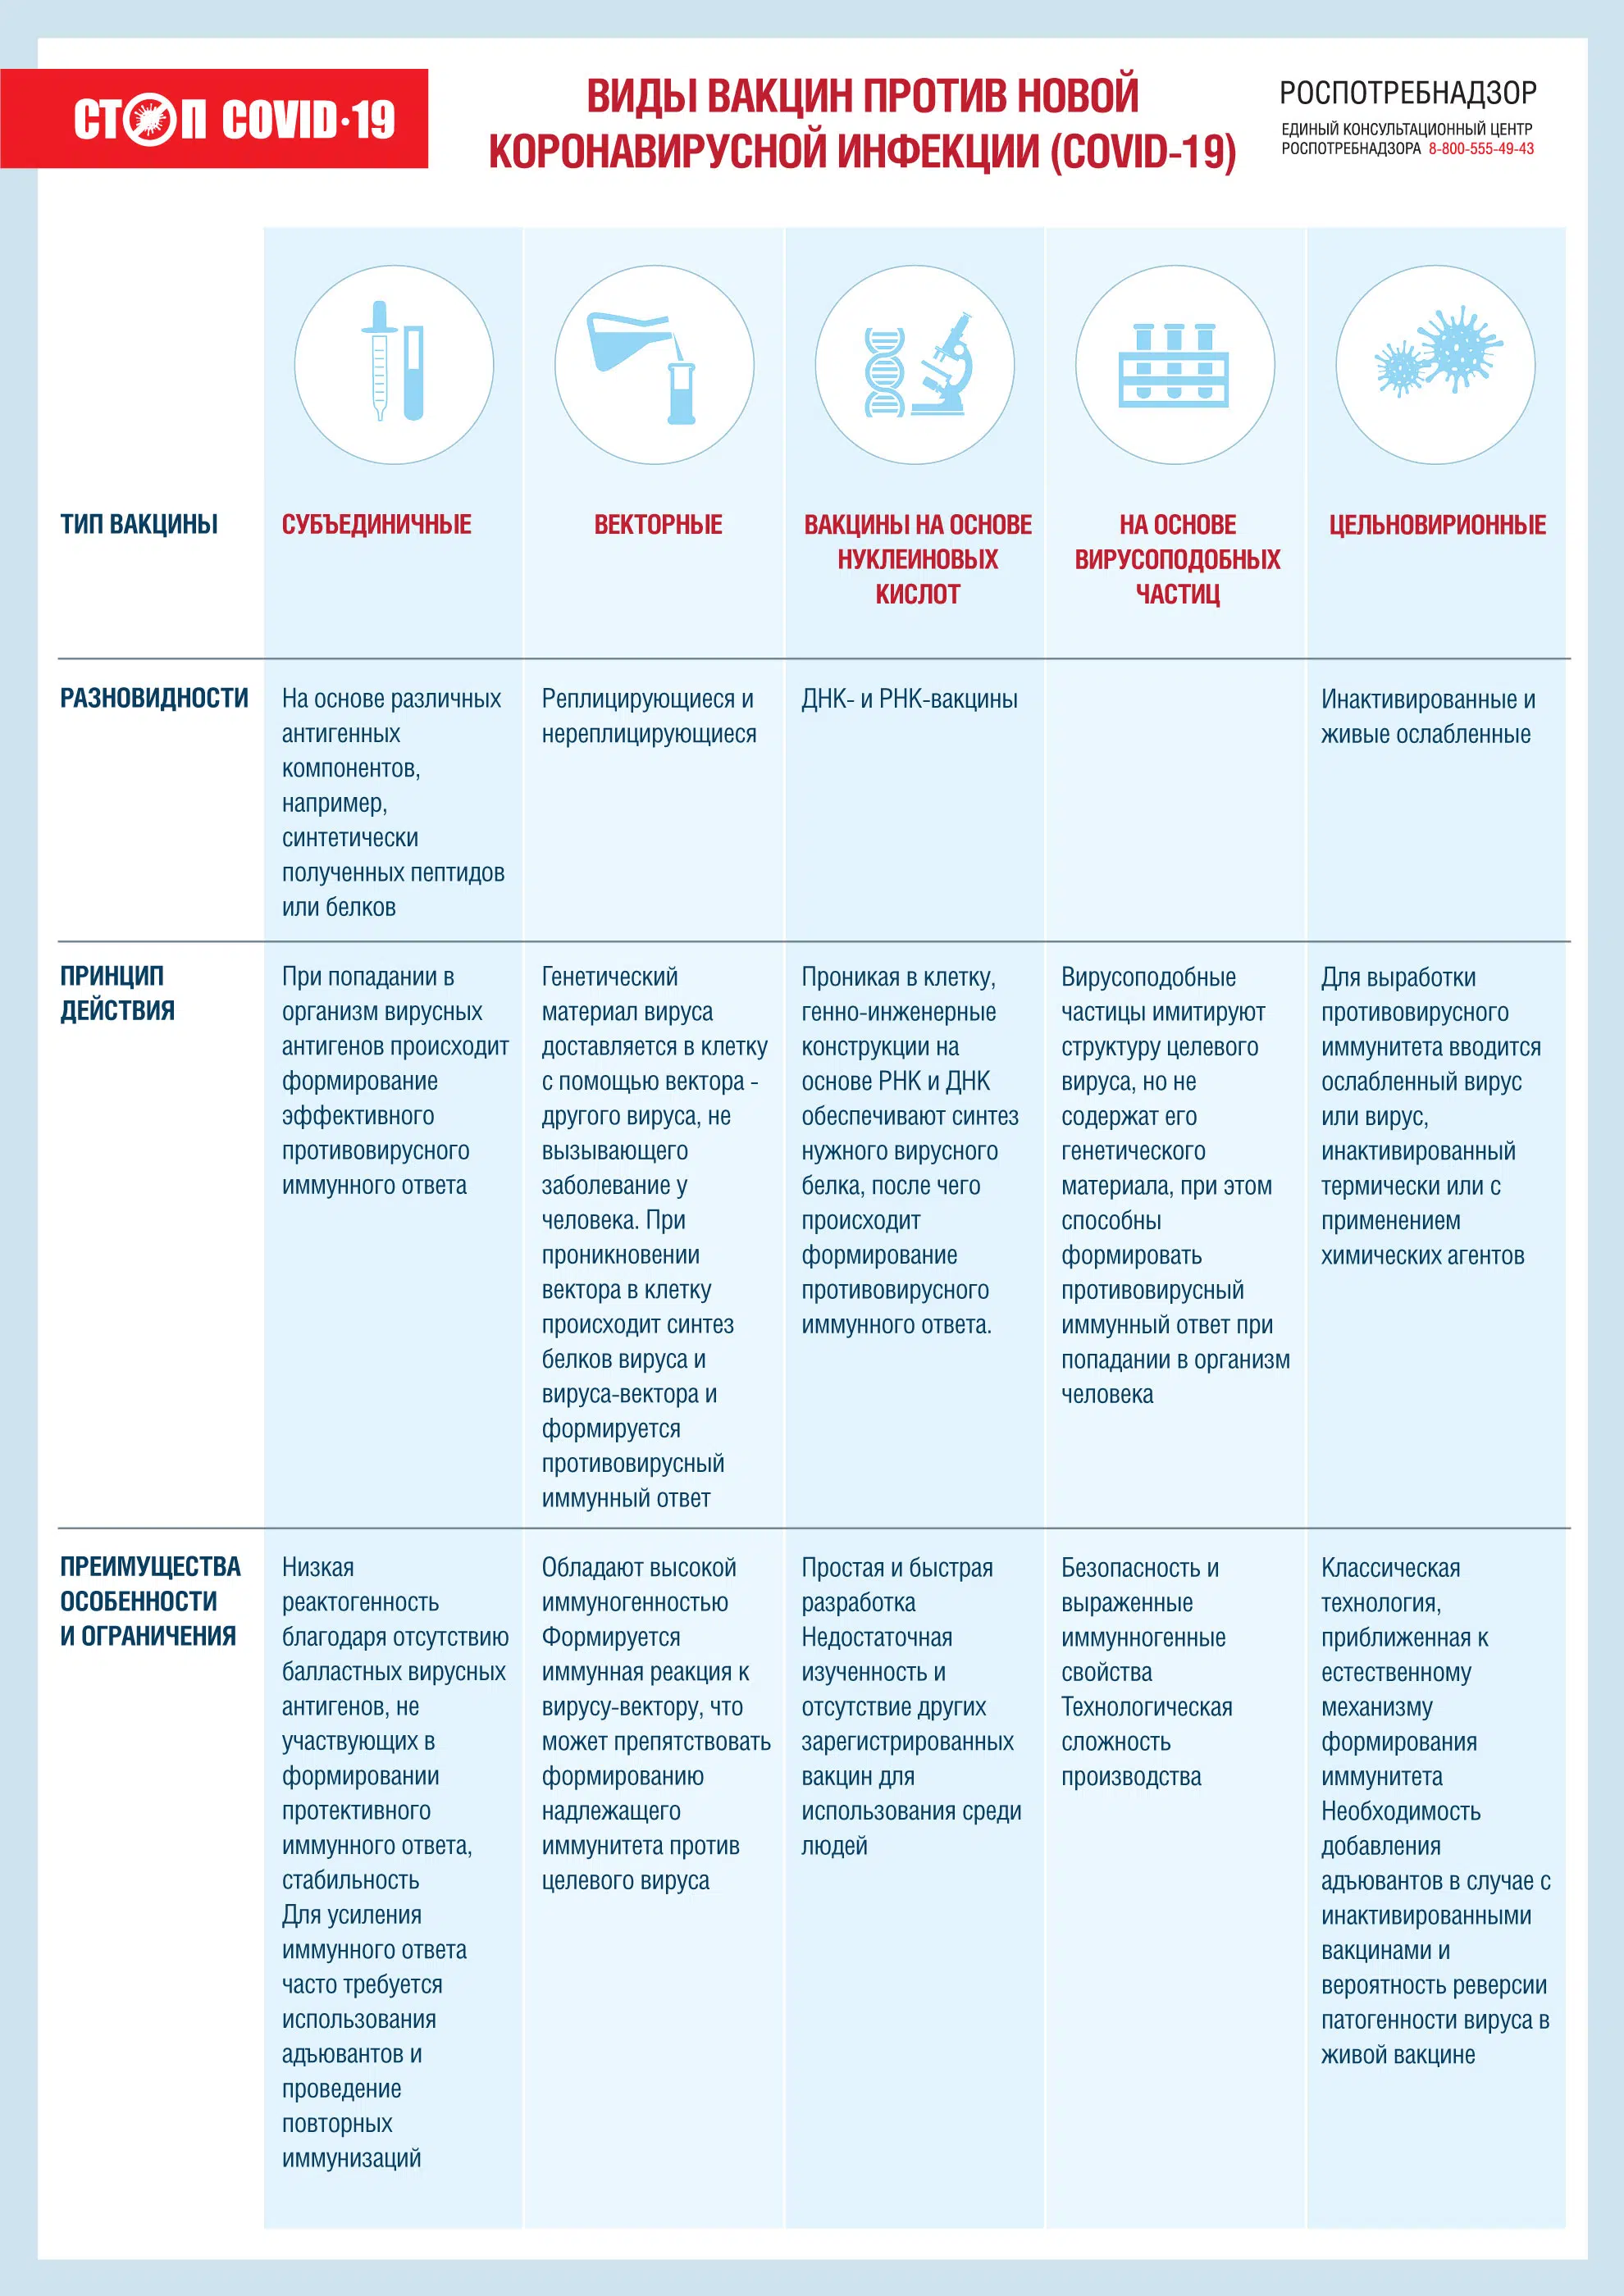 СТОП COVID·19
ВИДЫ ВАКЦИН ПРОТИВ НОВОЙ
КОРОНАВИРУСНОЙ ИНФЕКЦИИ (COVID-19)
РОСПОТРЕБНАДЗОР
ЕДИНЫЙ КОНСУЛЬТАЦИОННЫЙ ЦЕНТР
РОСПОТРЕБНАДЗОРА 8-800-555-49-43
ТИП ВАКЦИНЫ
СУБЪЕДИНИЧНЫЕ
ВЕКТОРНЫЕ
ВАКЦИНЫ НА ОСНОВЕ
НУКЛЕИНОВЫХ
КИСЛОТ
НА ОСНОВЕ
ВИРУСОПОДОБНЫХ
ЧАСТИЦ
ЦЕЛЬНОВИРИОННЫЕ
РАЗНОВИДНОСТИ
На основе различных
антигенных
компонентов,
например,
синтетически
полученных пептидов
или белков
Реплицирующиеся и
нереплицирующиеся
ДНК- и РНК-вакцины
Инактивированные и
живые ослабленные
ПРИНЦИП
ДЕЙСТВИЯ
При попадании в
организм вирусных
антигенов происходит
формирование
эффективного
противовирусного
иммунного ответа
Генетический
материал вируса
доставляется в клетку
с помощью вектора -
другого вируса, не
вызывающего
заболевание у
человека. При
проникновении
вектора в клетку
происходит синтез
белков вируса и
вируса-вектора и
формируется
противовирусный
иммунный ответ
Проникая в клетку,
генно-инженерные
конструкции на
основе РНК и ДНК
обеспечивают синтез
нужного вирусного
белка, после чего
происходит
формирование
противовирусного
иммунного ответа.
Вирусоподобные
частицы имитируют
структуру целевого
вируса, но не
содержат его
генетического
материала, при этом
способны
формировать
противовирусный
иммунный ответ при
попадании в организм
человека
Для выработки
противовирусного
иммунитета вводится
ослабленный вирус
или вирус,
инактивированный
термически или с
применением
химических агентов
ПРЕИМУЩЕСТВА
ОСОБЕННОСТИ
И ОГРАНИЧЕНИЯ
Низкая
реактогенность
благодаря отсутствию
балластных вирусных
антигенов, не
участвующих в
формировании
протективного
иммунного ответа,
стабильность
Для усиления
иммунного ответа
часто требуется
использования
адъювантов и
проведение
повторных
иммунизаций
Обладают высокой
иммуногенностью
Формируется
иммунная реакция к
вирусу-вектору, что
может препятствовать
формированию
надлежащего
иммунитета против
целевого вируса
Простая и быстрая
разработка
Недостаточная
изученность и
отсутствие других
зарегистрированных
вакцин для
использования среди
людей
Безопасность и
выраженные
иммунногенные
свойства
Технологическая
сложность
производства
Классическая
технология,
приближенная к
естественному
механизму
формирования
иммунитета
Необходимость
добавления
адъювантов в случае с
инактивированными
вакцинами и
вероятность реверсии
патогенности вируса в
живой вакцине